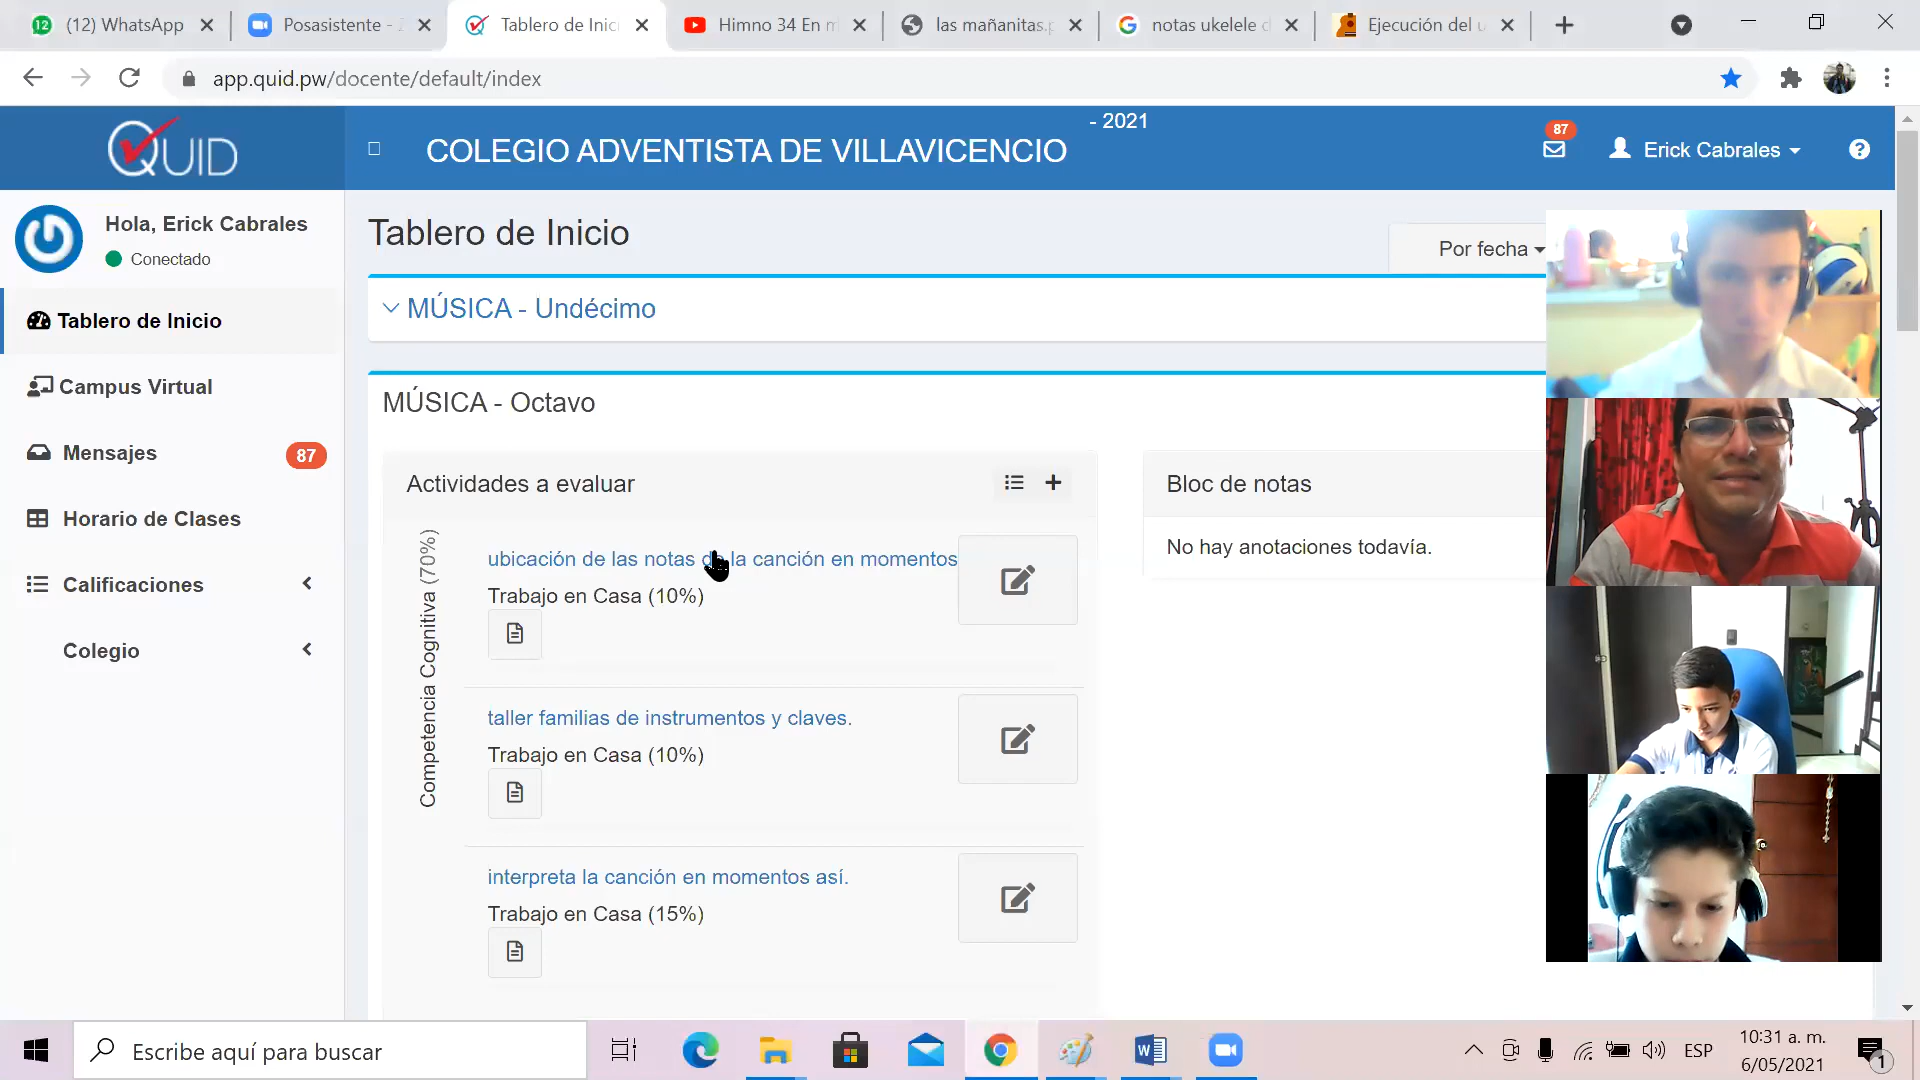 (12) WhatsApp
Posasistente -
Tablero de Inic
Himno 34 En m
las mañanitas.p
notas ukelele
Ejecución del
app.quid.pw/docente/default/index
QUID
COLEGIO ADVENTISTA DE VILLAVICENCIO
- 2021
87
Erick Cabrales
Hola, Erick Cabrales
Conectado
Tablero de Inicio
Campus Virtual
Mensajes
87
Horario de Clases
Calificaciones
Colegio
Tablero de Inicio
Por fecha
MÚSICA - Undécimo
MÚSICA - Octavo
Actividades a evaluar
Competencia Cognitiva (70%)
ubicación de las notas de la canción en momentos
Trabajo en Casa (10%)
taller familias de instrumentos y claves.
Trabajo en Casa (10%)
interpreta la canción en momentos así.
Trabajo en Casa (15%)
Bloc de notas
No hay anotaciones todavía.
Escribe aquí para buscar
ESP
10:31 a. m.
6/05/2021
1